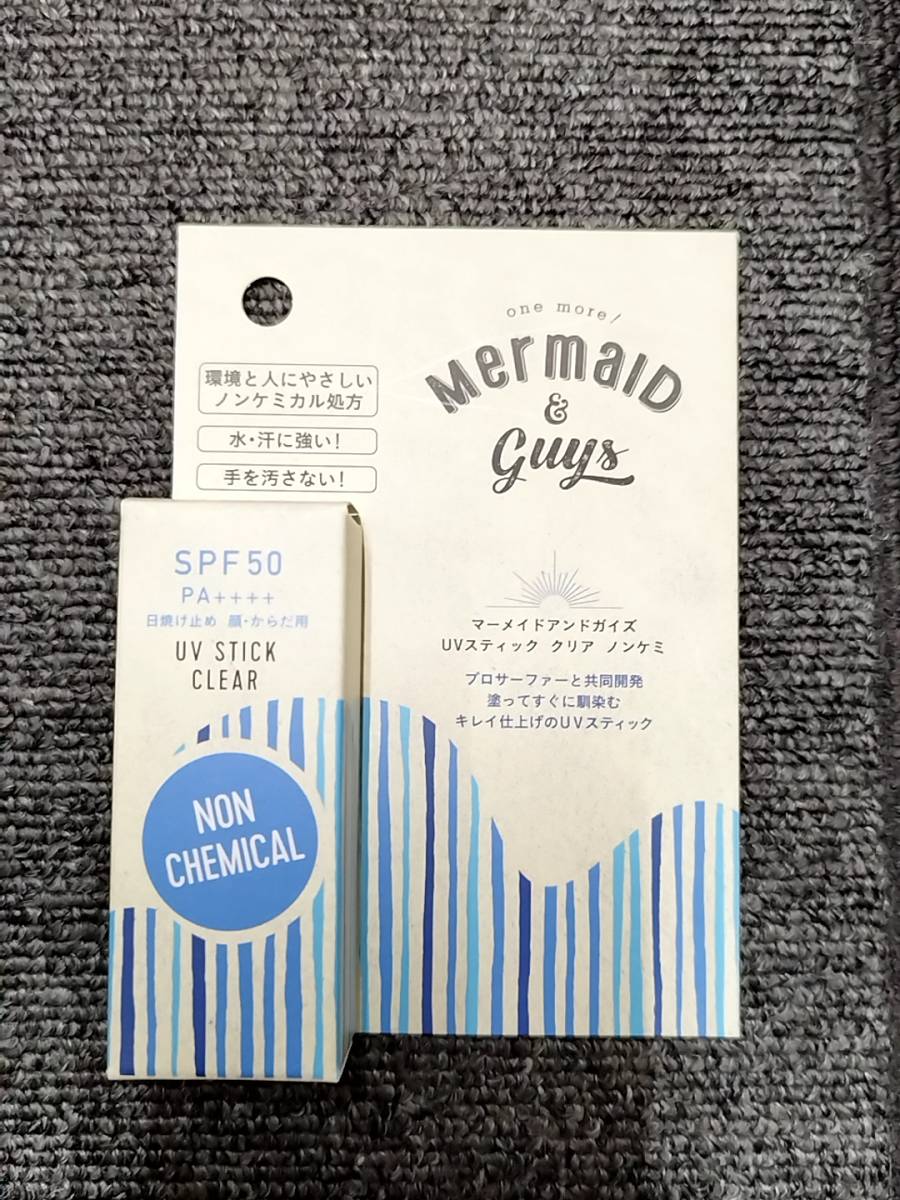 one more/
Mermaid
&
Guys
環境と人にやさしい
ノンケミカル処方
水・汗に強い!
手を汚さない!
マーメイドアンドガイズ
UVスティック クリア ノンケミ
プロサーファーと共同開発
塗ってすぐに馴染む
キレイ仕上げのUVスティック
SPF50
PA++++
日焼け止め 顔・からだ用
UV STICK
CLEAR
NON
CHEMICAL